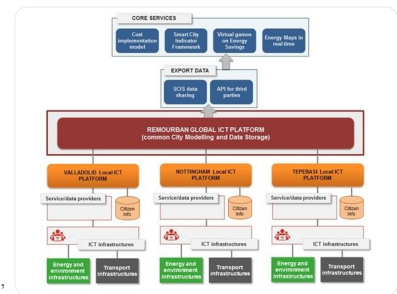 CORE SERVICES
Cost
implementation
model
Smart City
Indicator
Framework
Virtual games
on Energy
Savings
Energy Maps in
real time
EXPORT DATA
SCIS data
sharing
API for third
parties
REMOURBAN GLOBAL ICT PLATFORM
(common City Modelling and Data Storage)
VALLADOLID Local ICT
PLATFORM
NOTTINGHAM Local ICT
PLATFORM
TEPEBASI Local ICT
PLATFORM
Service/data providers
Citizen
info
Service/data providers
Citizen
info
Service/data providers
Citizen
info
ICT infrastructures
ICT infrastructures
ICT infrastructures
Energy and
environment
infrastructures
Transport
infrastructures
Energy and
environment
infrastructures
Transport
infrastructures
Energy and
environment
infrastructures
Transport
infrastructures
,